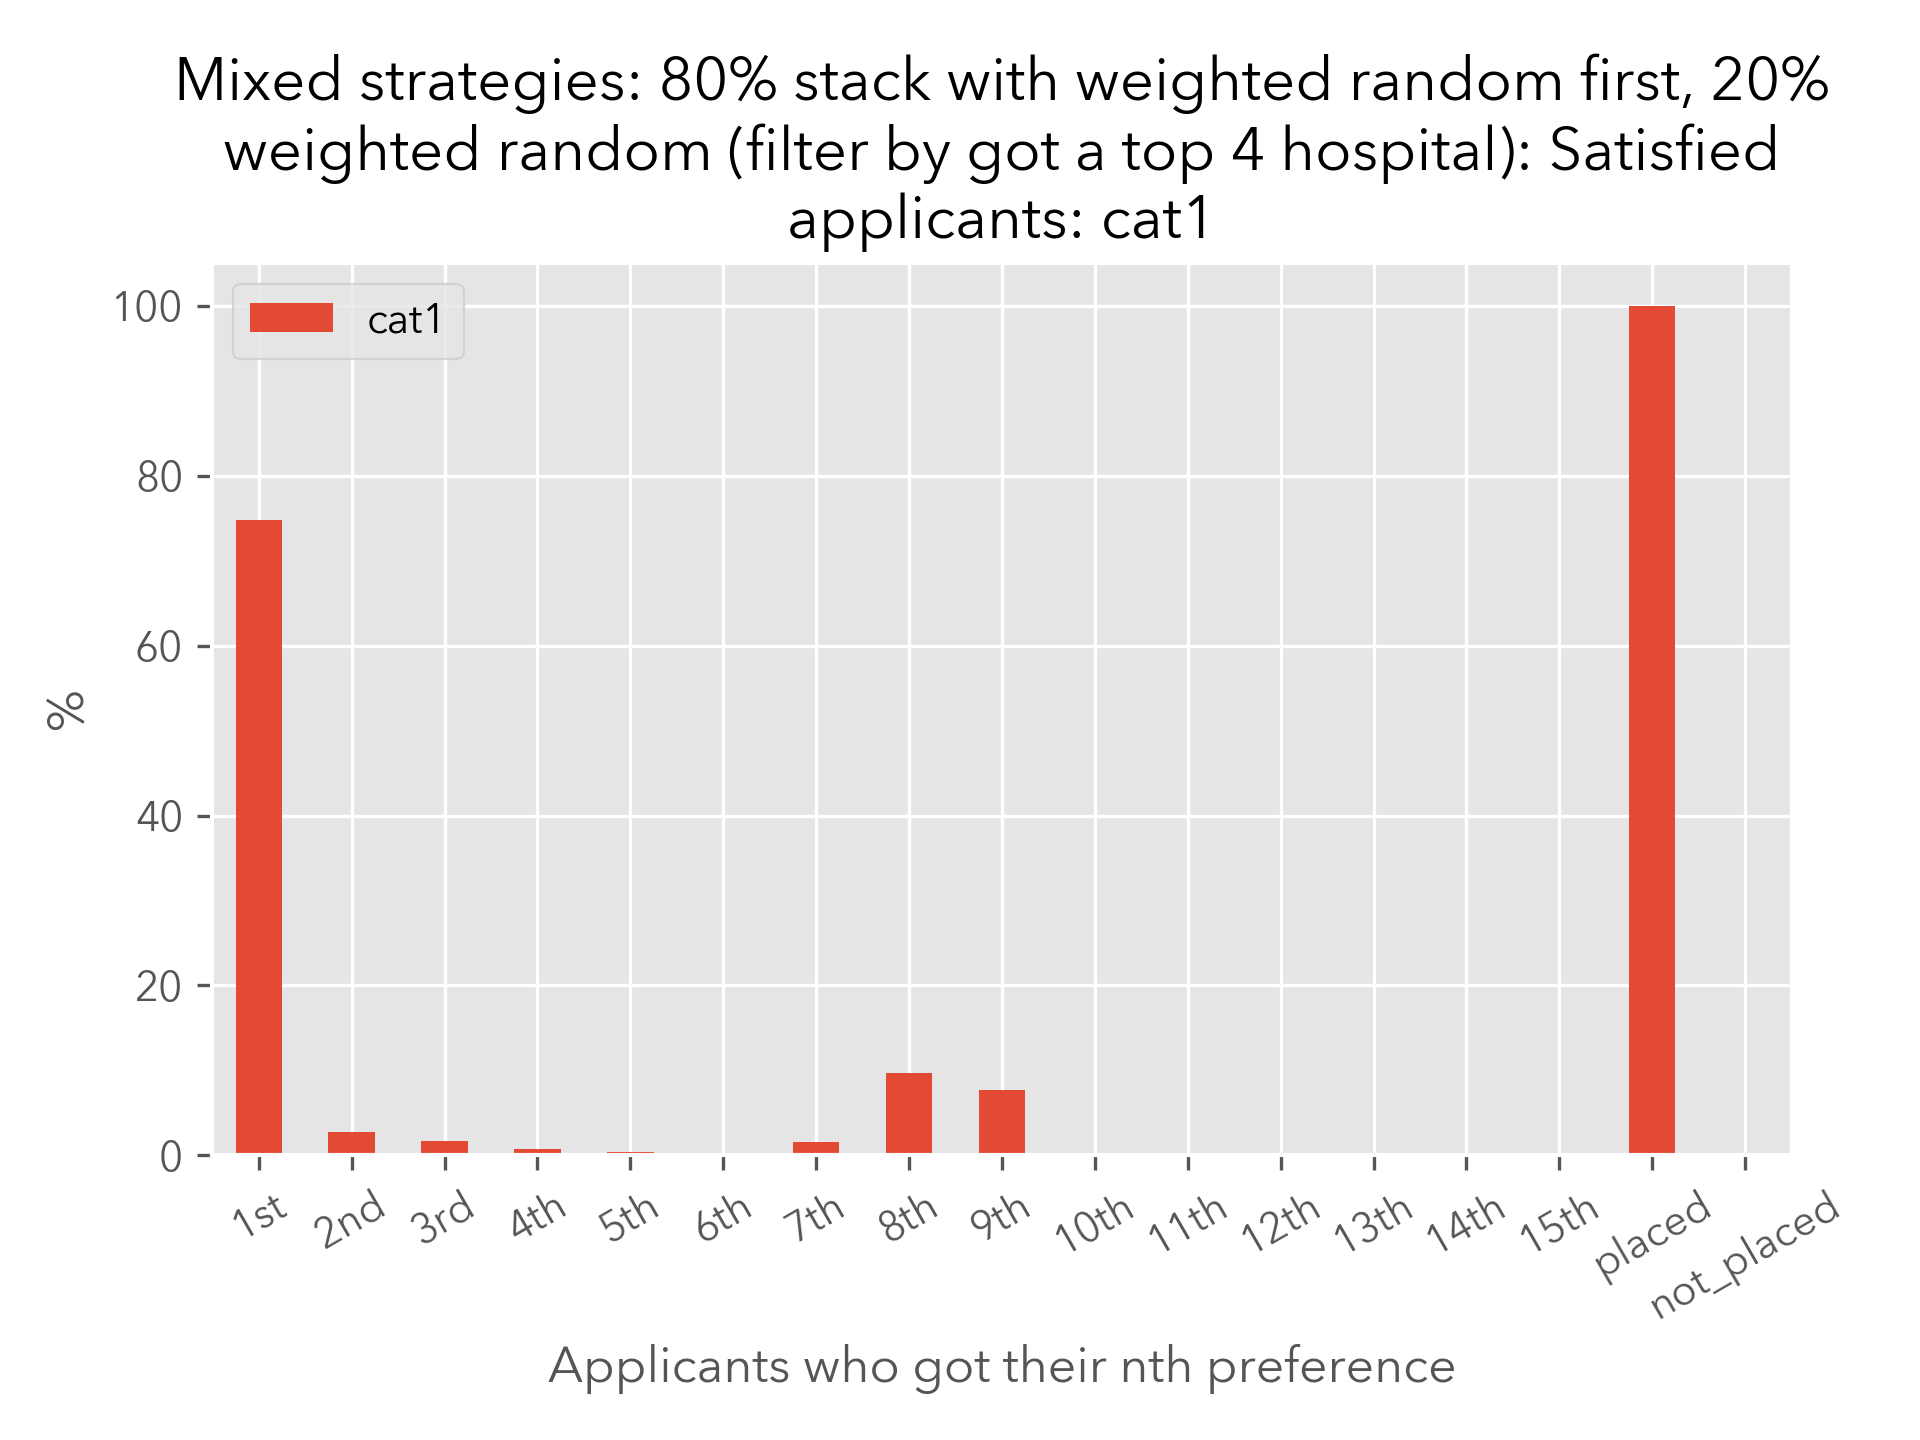 Mixed strategies: 80% stack with weighted random first, 20%
weighted random (filter by got a top 4 hospital): Satisfied
applicants: cat1
cat1
100
80
60
40
20
0
%
1st
2nd
3rd
4th
5th
6th
7th
8th
9th
10th
11th
12th
13th
14th
15th
placed
not_placed
Applicants who got their nth preference